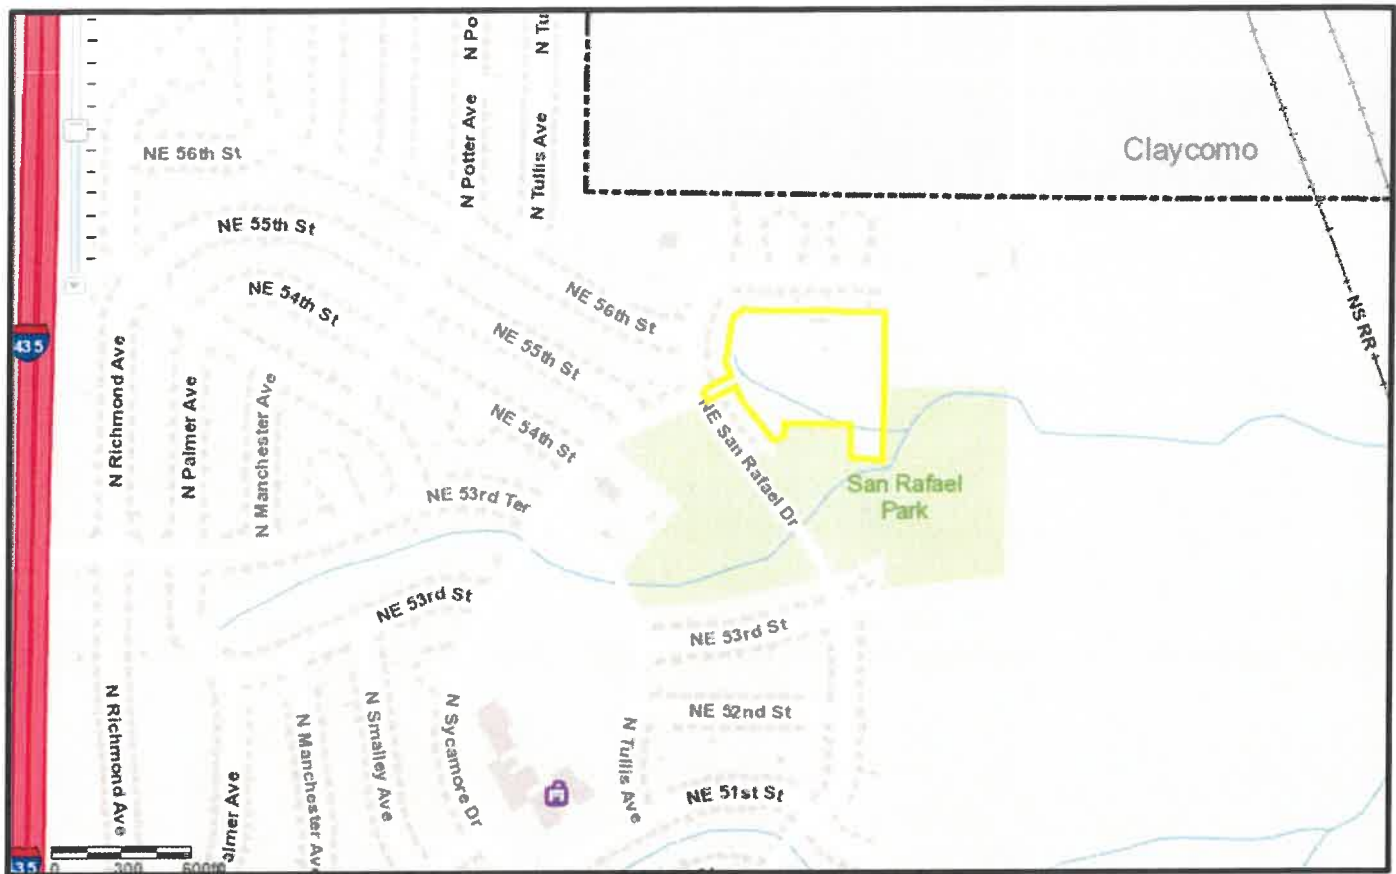 N Po
N Tu
N Potter Ave
N Tullis Ave
Claycomo
NE 56th St
NE 55th St
NE 54th St
NE 56th St
NE 55th St
NE 54th St
NS RR
435
N Richmond Ave
N Palmer Ave
N Manchester Ave
NE San Rafael Dr
NE 53rd Ter
San Rafael
Park
NE 53rd St
NE 53rd St
N Richmond Ave
almer Ave
N Manchester Ave
N Smalley Ave
N Sycamore Dr
N Tullis Ave
NE 52nd St
NE 51st St
35
0 300 600ft